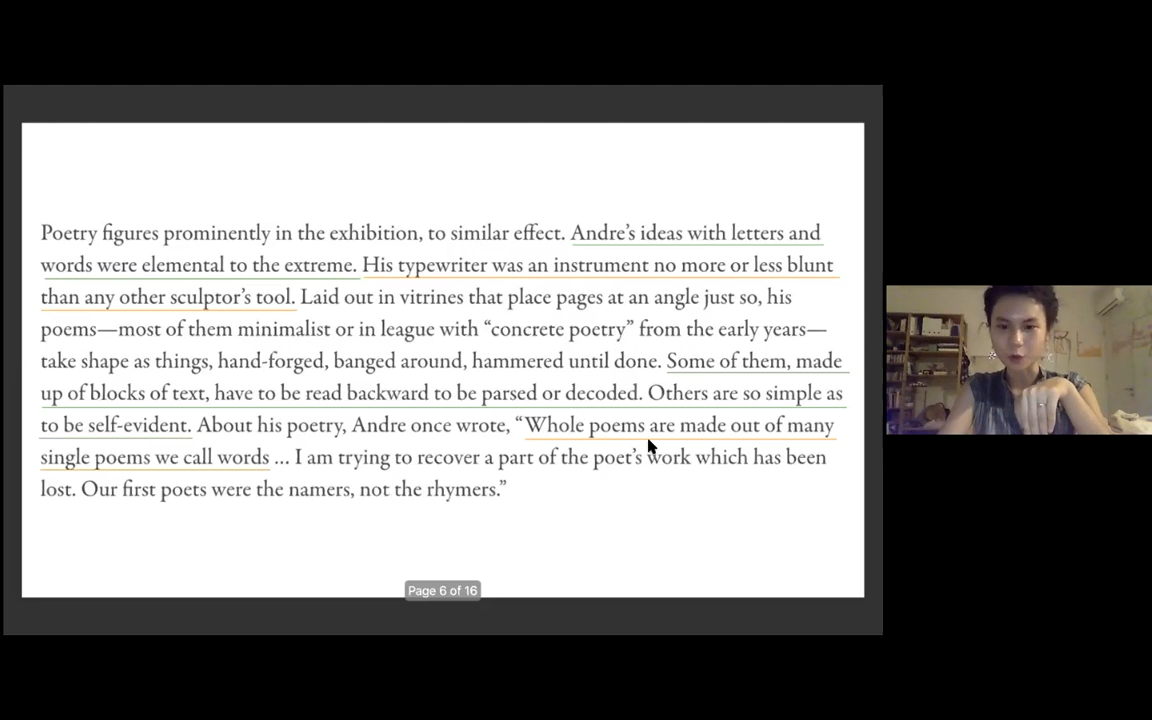 Poetry figures prominently in the exhibition, to similar effect. Andre’s ideas with letters and
words were elemental to the extreme. His typewriter was an instrument no more or less blunt
than any other sculptor’s tool. Laid out in vitrines that place pages at an angle just so, his
poems—most of them minimalist or in league with “concrete poetry” from the early years—
take shape as things, hand-forged, banged around, hammered until done. Some of them, made
up of blocks of text, have to be read backward to be parsed or decoded. Others are so simple as
to be self-evident. About his poetry, Andre once wrote, “Whole poems are made out of many
single poems we call words ... I am trying to recover a part of the poet’s work which has been
lost. Our first poets were the namers, not the rhymers.”
Page 6 of 16